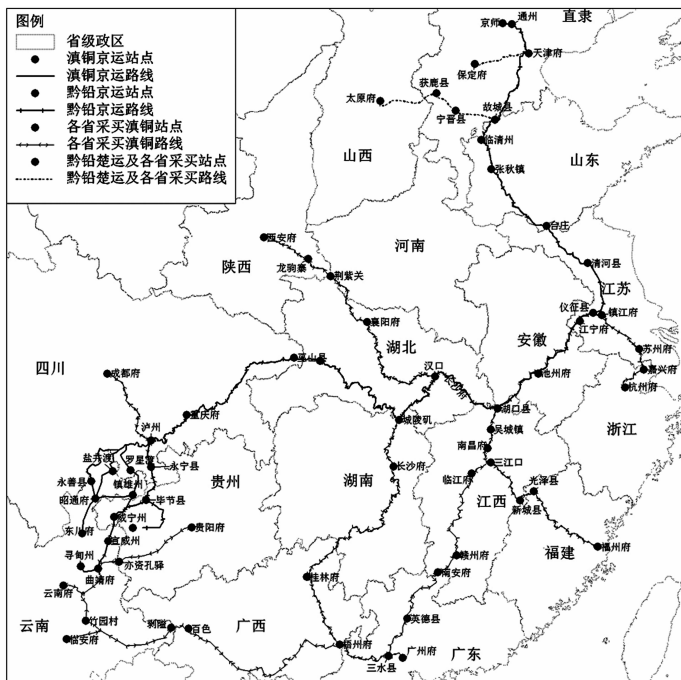 图例
省级政区
滇铜京运站点
滇铜京运路线
黔铅京运站点
黔铅京运路线
各省采买滇铜站点
各省采买滇铜路线
黔铅楚运及各省采买站点
黔铅楚运及各省采买路线
京师
通州
直隶
天津府
保定府
获鹿县
太原府
宁晋县
故城县
临清州
山西
张秋镇
山东
西安府
龙驹寨
荆紫关
陕西
河南
台庄
清河县
江苏
仪征县
镇江府
江宁府
襄阳府
安徽
湖北
苏州府
嘉兴府
杭州府
四川
成都府
巫山县
汉口
池州府
重庆府
城陵矶
湖口县
吴城镇
浙江
泸州
南昌府
盐井渡
罗星渡
永宁县
三江口
长沙府
临江府
永善县
镇雄州
贵州
湖南
光泽县
昭通府
毕节县
江西
新城县
威宁州
贵阳府
东川府
宣威州
福州府
福建
寻甸州
亦资孔驿
赣州府
曲靖府
桂林府
南安府
云南府
竹园村
英德县
云南
剥隘
百色
广西
临安府
梧州府
广州府
广东
三水县